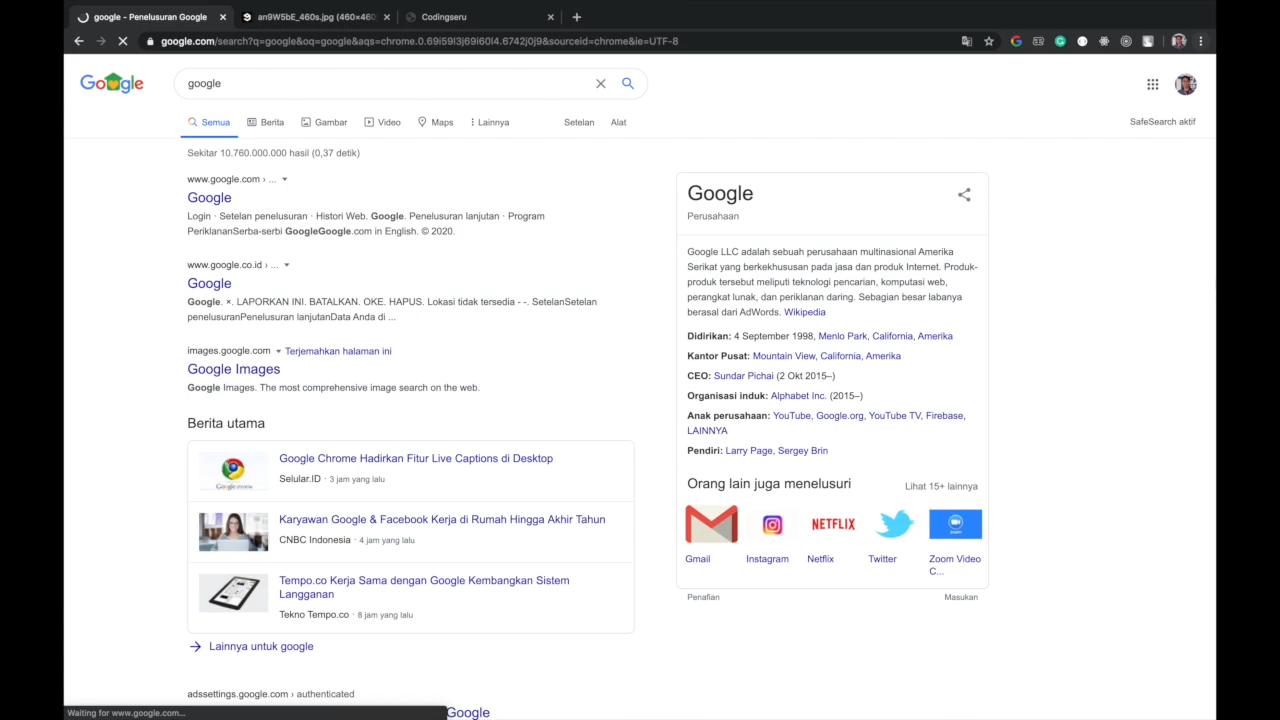 google - Penelusuran Google
an9W5bE_460s.jpg (460×460)
Codingseru
google.com/search?q=google&oq=google&aqs=chrome.0.69i59l3j69i60l4.6742j0j9&sourceid=chrome&ie=UTF-8
Google
google
Semua
Berita
Gambar
Video
Maps
Lainnya
Setelan
Alat
SafeSearch aktif
Sekitar 10.760.000.000 hasil (0,37 detik)
www.google.com › ...
Google
Login · Setelan penelusuran · Histori Web. Google. Penelusuran lanjutan · Program
PeriklananSerba-serbi GoogleGoogle.com in English. © 2020.
www.google.co.id › ...
Google
Google. ×. LAPORKAN INI. BATALKAN. OKE. HAPUS. Lokasi tidak tersedia - -. SetelanSetelan
penelusuranPenelusuran lanjutanData Anda di ...
images.google.com Terjemahkan halaman ini
Google Images
Google Images. The most comprehensive image search on the web.
Berita utama
Google Chrome Hadirkan Fitur Live Captions di Desktop
Selular.ID · 3 jam yang lalu
Karyawan Google & Facebook Kerja di Rumah Hingga Akhir Tahun
CNBC Indonesia · 4 jam yang lalu
Tempo.co Kerja Sama dengan Google Kembangkan Sistem
Langganan
Tekno Tempo.co · 8 jam yang lalu
Lainnya untuk google
adssettings.google.com › authenticated
Google
Waiting for www.google.com...
Google
Perusahaan
Google LLC adalah sebuah perusahaan multinasional Amerika
Serikat yang berkekhususan pada jasa dan produk Internet. Produk-
produk tersebut meliputi teknologi pencarian, komputasi web,
perangkat lunak, dan periklanan daring. Sebagian besar labanya
berasal dari AdWords. Wikipedia
Didirikan: 4 September 1998, Menlo Park, California, Amerika
Kantor Pusat: Mountain View, California, Amerika
CEO: Sundar Pichai (2 Okt 2015–)
Organisasi induk: Alphabet Inc. (2015–)
Anak perusahaan: YouTube, Google.org, YouTube TV, Firebase,
LAINNYA
Pendiri: Larry Page, Sergey Brin
Orang lain juga menelusuri
Lihat 15+ lainnya
NETFLIX
Gmail
Instagram
Netflix
Twitter
Zoom Video
C...
Penafian
Masukan